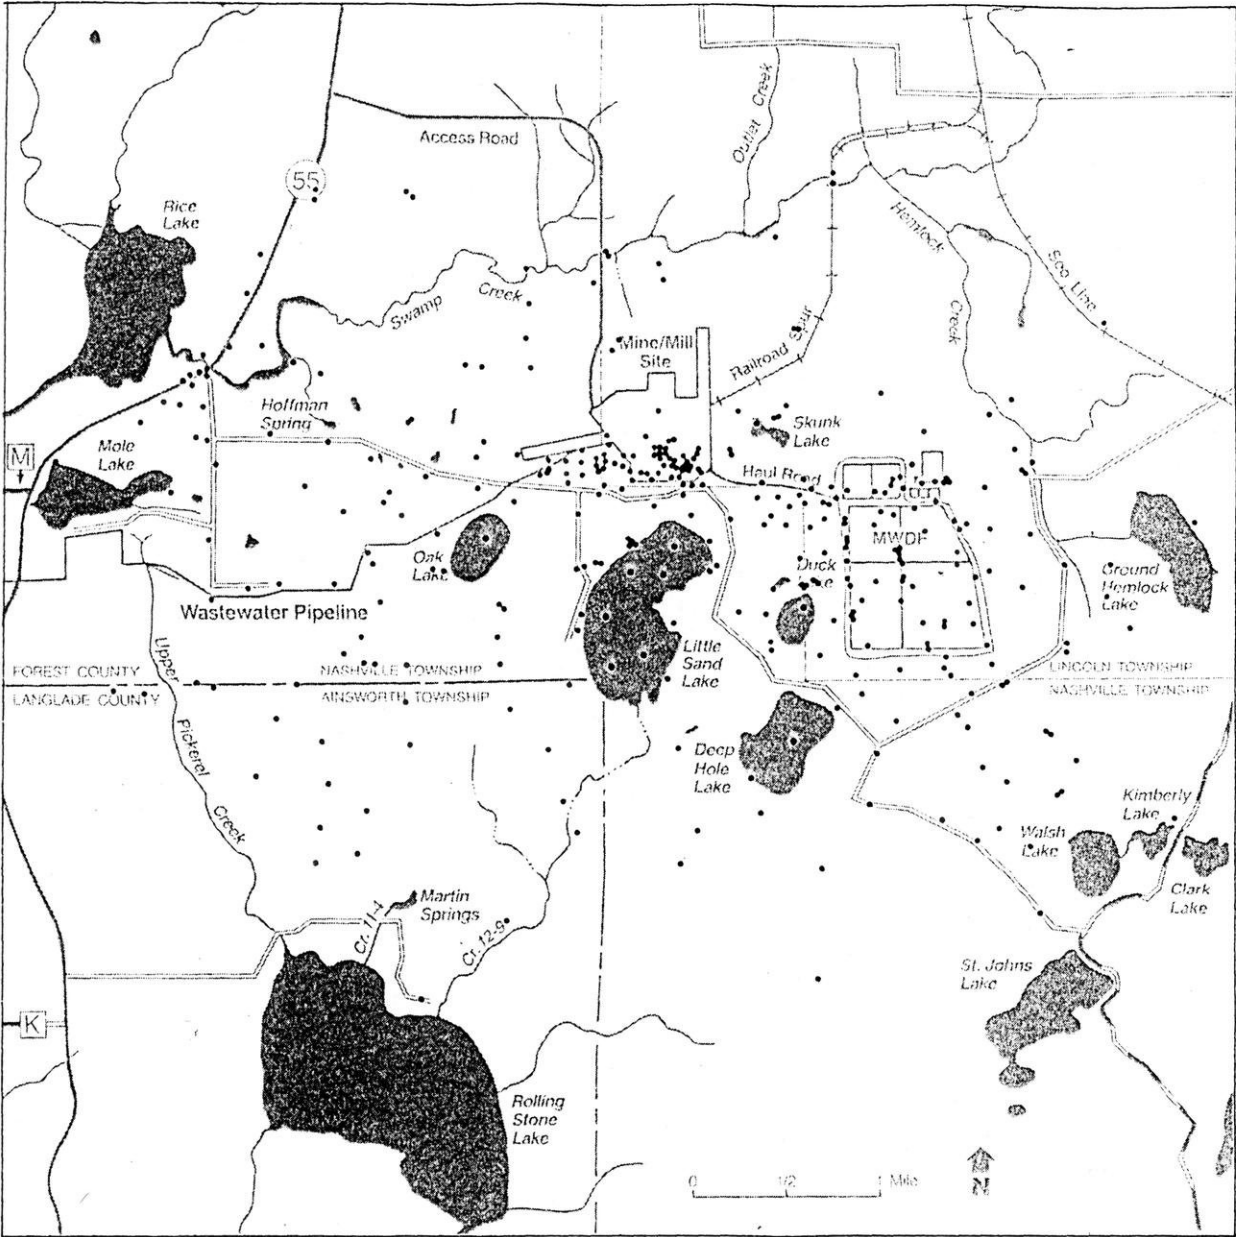 Access Road
Outlet Creek
55
Rice
Lake
Hemlock
Creek
Soo Line
Swamp
Creek
Railroad Spur
Mine/Mill
Site
Hoffman
Spring
Skunk
Lake
M
Mole
Lake
Haul Road
MWDF
Oak
Lake
Duck
Lake
Ground
Hemlock
Lake
Wastewater Pipeline
Upper
Pickerel
Creek
Little
Sand
Lake
FOREST COUNTY
NASHVILLE TOWNSHIP
LINCOLN TOWNSHIP
LANGLADE COUNTY
AINSWORTH TOWNSHIP
NASHVILLE TOWNSHIP
Deep
Hole
Lake
Kimberly
Lake
Walsh
Lake
Clark
Lake
Martin
Springs
Cr. 11-4
Cr. 12-9
St. Johns
Lake
K
Rolling
Stone
Lake
0 1/2 1 Mile
N